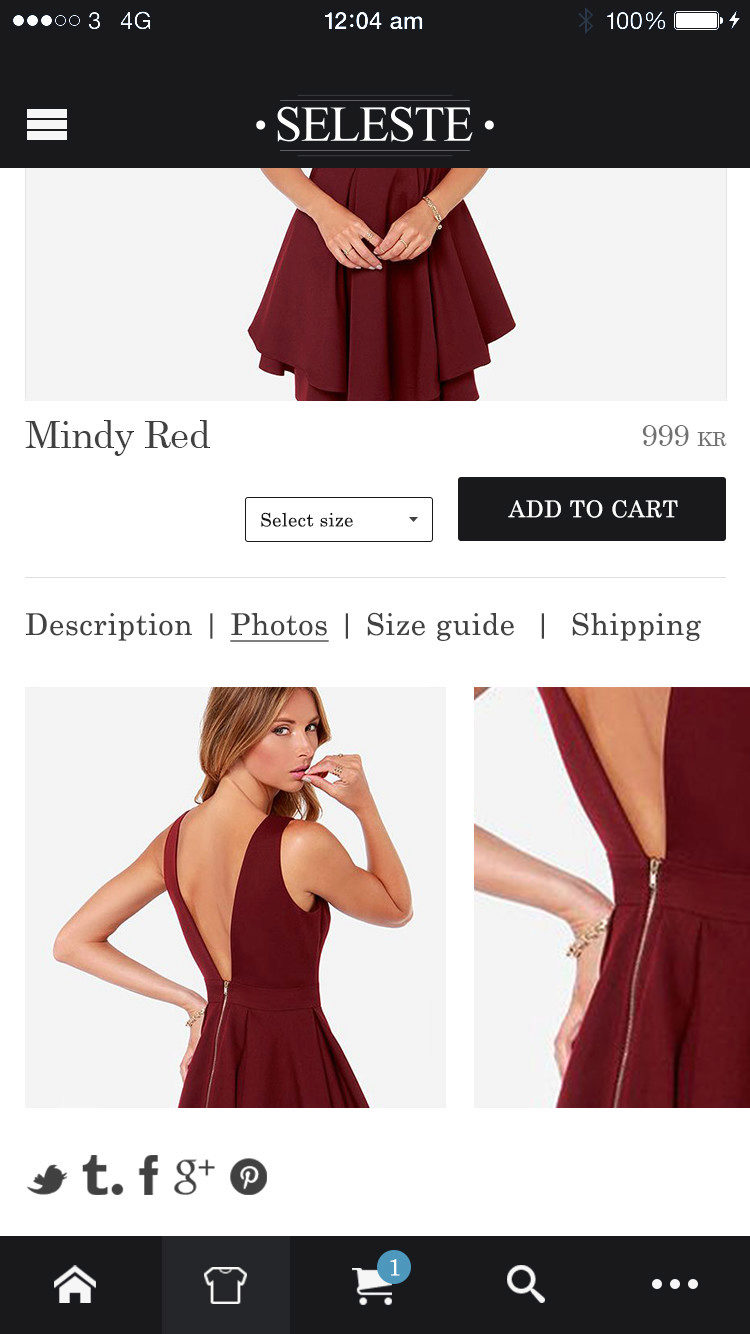 3 4G 12:04 am 100%
• SELESTE •
Mindy Red 999 KR
Select size ADD TO CART
Description | Photos | Size guide | Shipping
t. f g+
1